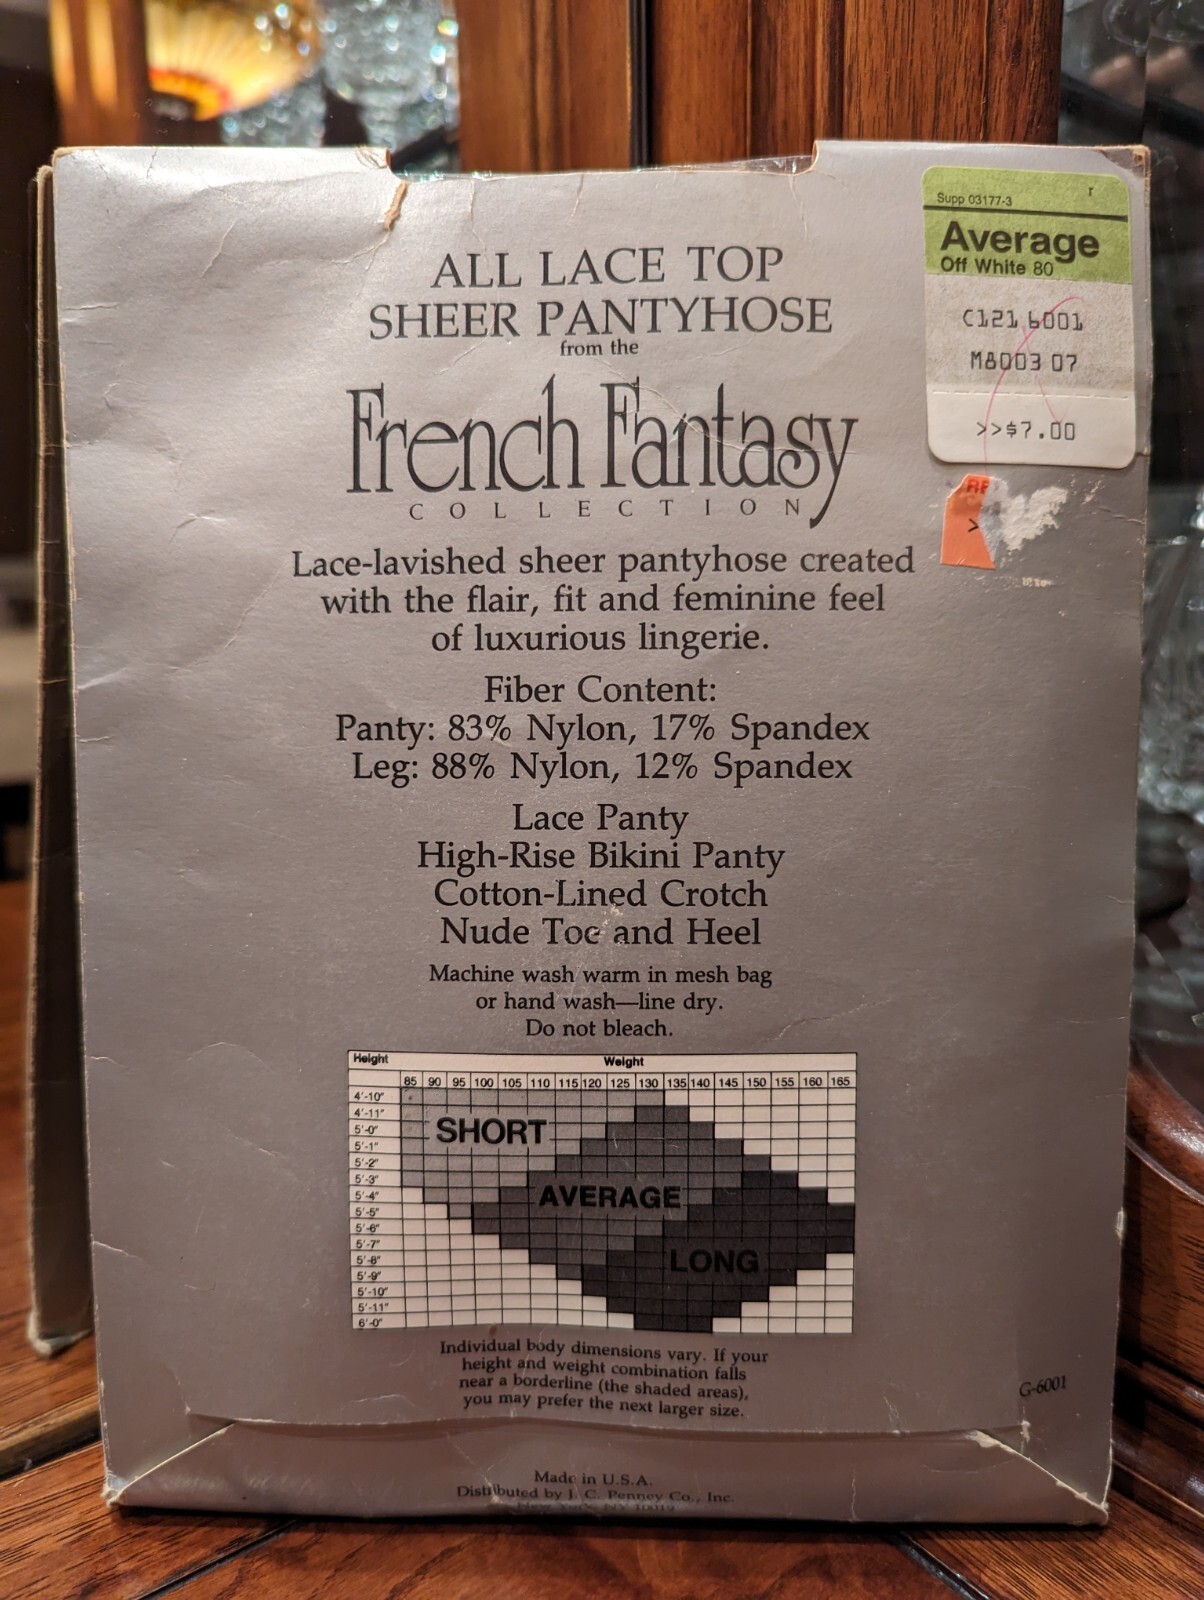 Supp 03177-3 r
Average
Off White 80
C121 6001
M8003 07
>>$7.00
RE
>
ALL LACE TOP
SHEER PANTYHOSE
from the
French Fantasy
COLLECTION
Lace-lavished sheer pantyhose created
with the flair, fit and feminine feel
of luxurious lingerie.
Fiber Content:
Panty: 83% Nylon, 17% Spandex
Leg: 88% Nylon, 12% Spandex
Lace Panty
High-Rise Bikini Panty
Cotton-Lined Crotch
Nude Toe and Heel
Machine wash warm in mesh bag
or hand wash—line dry.
Do not bleach.
Height Weight
85 90 95 100 105 110 115 120 125 130 135 140 145 150 155 160 165
4'-10"
4'-11"
5'-0"
5'-1"
5'-2"
5'-3"
5'-4"
5'-5"
5'-6"
5'-7"
5'-8"
5'-9"
5'-10"
5'-11"
6'-0"
SHORT
AVERAGE
LONG
Individual body dimensions vary. If your
height and weight combination falls
near a borderline (the shaded areas),
you may prefer the next larger size.
G-6001
Made in U.S.A.
Distributed by J. C. Penney Co., Inc.
New York, NY 10019